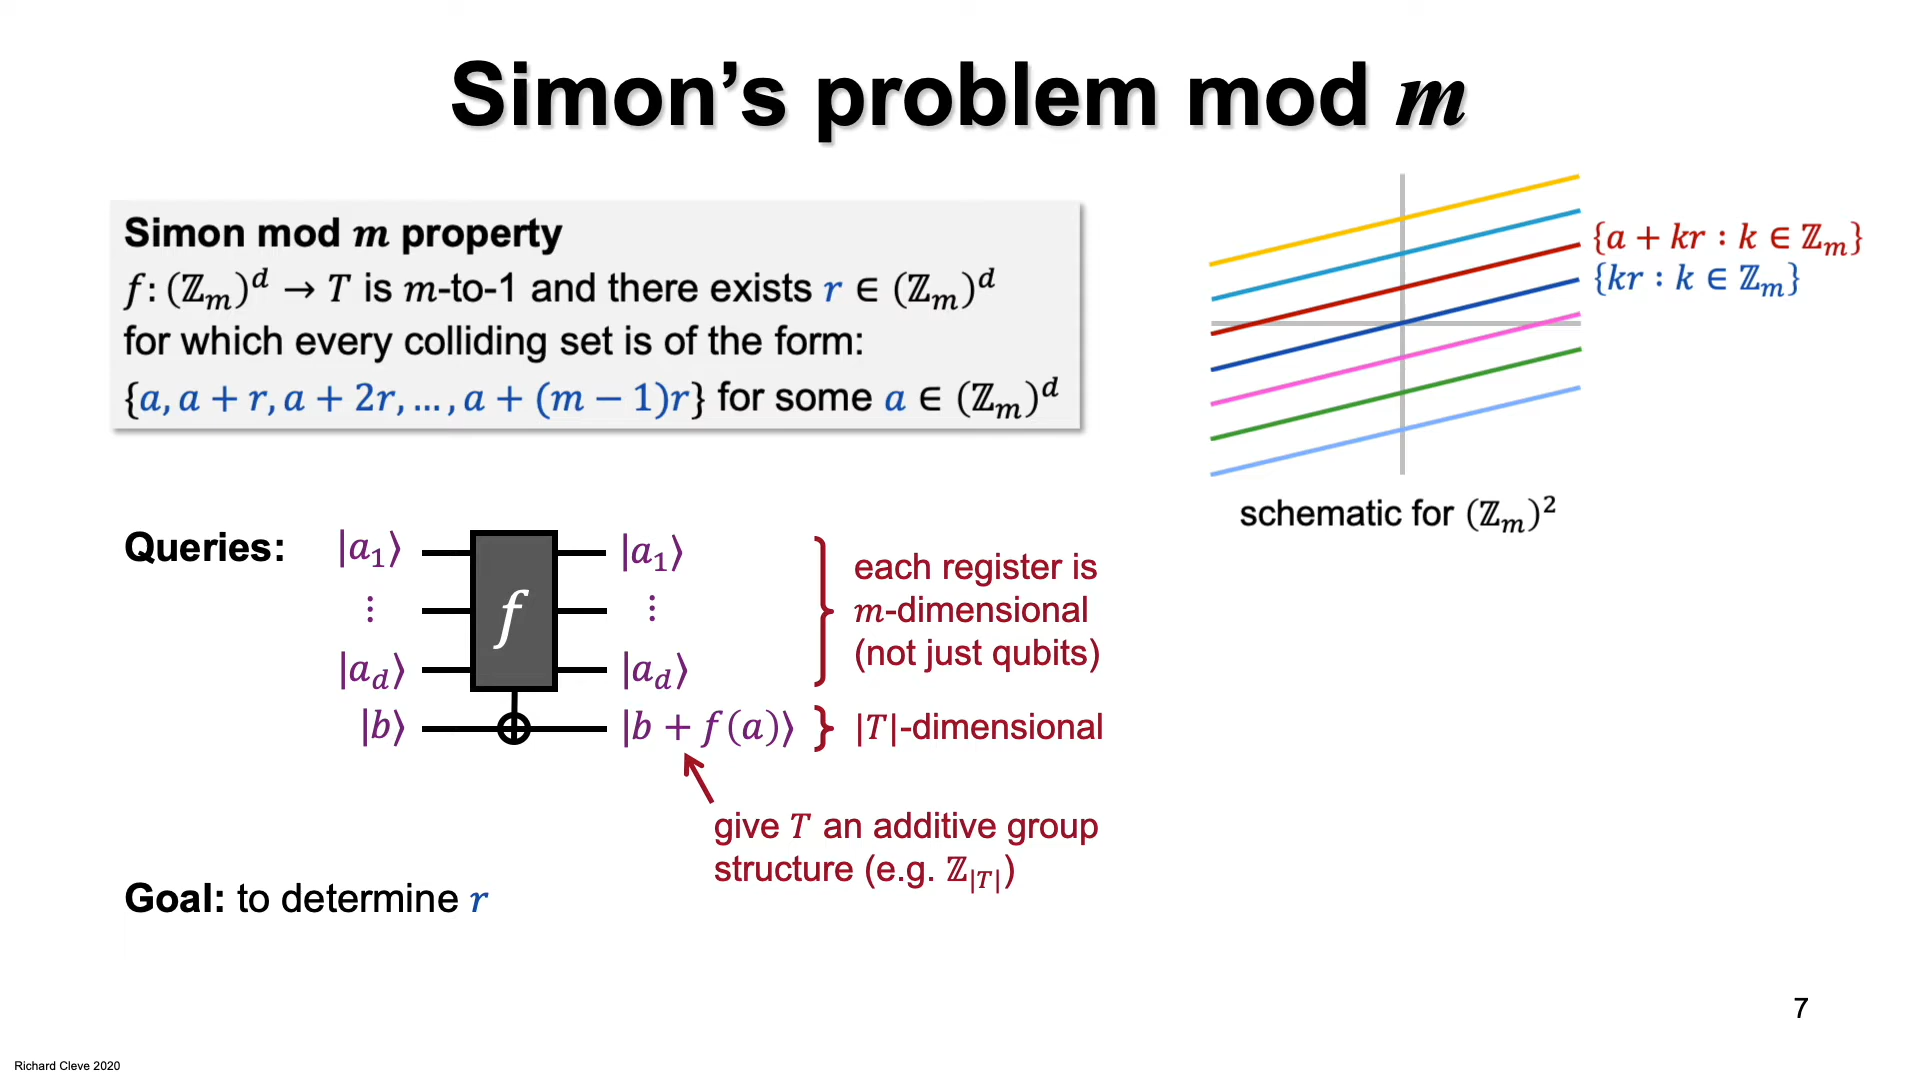 Simon’s problem mod m
Simon mod m property
f: (ℤₘ)ᵈ → T is m-to-1 and there exists r ∈ (ℤₘ)ᵈ
for which every colliding set is of the form:
{a, a + r, a + 2r, …, a + (m − 1)r} for some a ∈ (ℤₘ)ᵈ
{a + kr : k ∈ ℤₘ}
{kr : k ∈ ℤₘ}
schematic for (ℤₘ)²
Queries:
|a₁⟩
⋮
|a_d⟩
|b⟩
f
|a₁⟩
⋮
|a_d⟩
|b + f(a)⟩
each register is
m-dimensional
(not just qubits)
|T|-dimensional
give T an additive group
structure (e.g. ℤ_|T|)
Goal: to determine r
7
Richard Cleve 2020